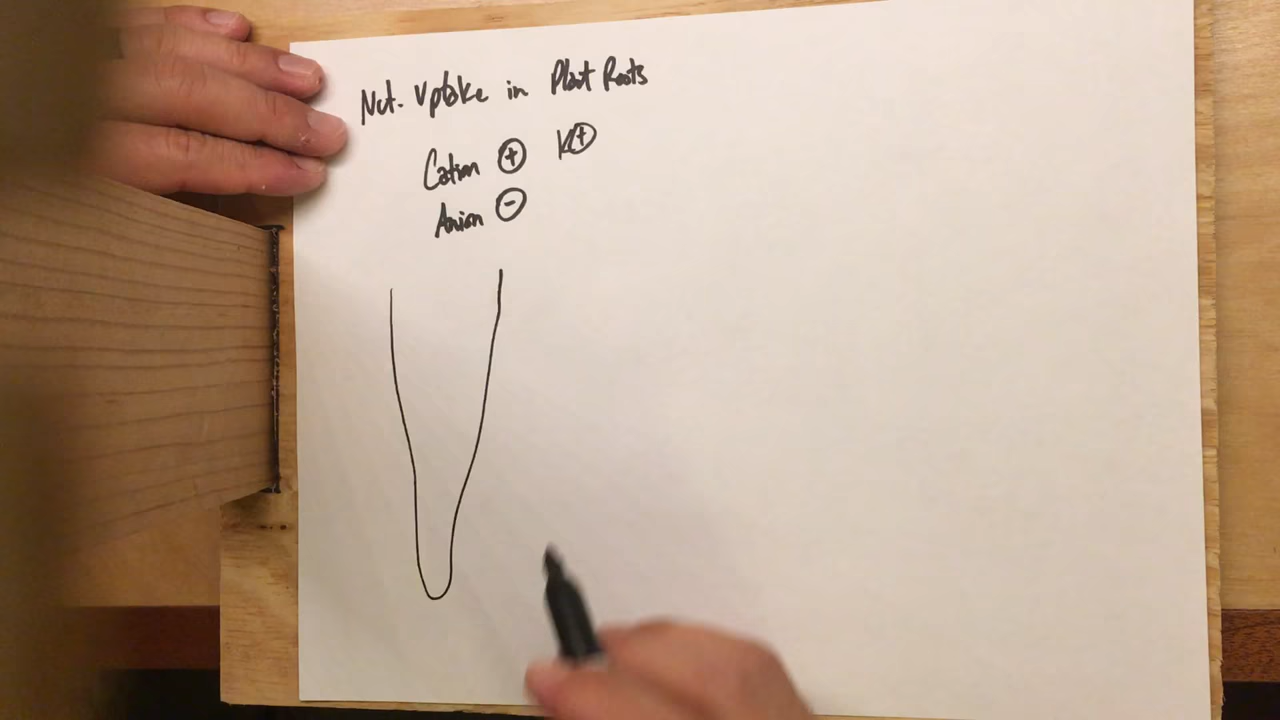 Nut. Uptake in Plant Roots
Cation ⊕ K⊕
Anion ⊖